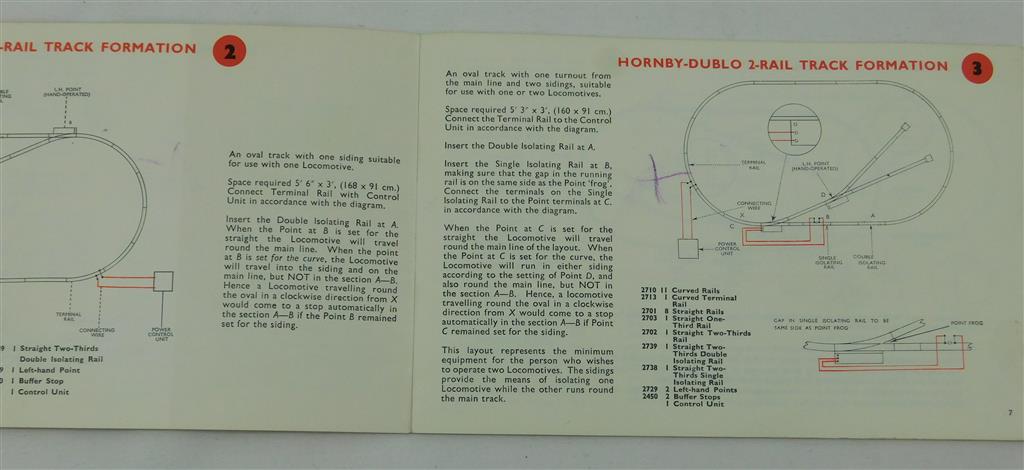 -RAIL TRACK FORMATION
2
L.H. POINT
(HAND-OPERATED)
B
An oval track with one siding suitable
for use with one Locomotive.
Space required 5' 6" x 3', (168 x 91 cm.)
Connect Terminal Rail with Control
Unit in accordance with the diagram.
Insert the Double Isolating Rail at A.
When the Point at B is set for the
straight the Locomotive will travel
round the main line. When the point
at B is set for the curve, the Locomotive
will travel into the siding and on the
main line, but NOT in the section A—B.
Hence a Locomotive travelling round
the oval in a clockwise direction from X
would come to a stop automatically in
the section A—B if the Point B remained
set for the siding.
X
TERMINAL
RAIL
CONNECTING
WIRE
POWER
CONTROL
UNIT
9 1 Straight Two-Thirds
Double Isolating Rail
9 1 Left-hand Point
0 1 Buffer Stop
1 Control Unit
HORNBY-DUBLO 2-RAIL TRACK FORMATION
3
An oval track with one turnout from
the main line and two sidings, suitable
for use with one or two Locomotives.
Space required 5' 3" x 3', (160 x 91 cm.)
Connect the Terminal Rail to the Control
Unit in accordance with the diagram.
Insert the Double Isolating Rail at A.
Insert the Single Isolating Rail at B,
making sure that the gap in the running
rail is on the same side as the Point 'frog'.
Connect the terminals on the Single
Isolating Rail to the Point terminals at C.
in accordance with the diagram.
When the Point at C is set for the
straight the Locomotive will travel
round the main line of the layout. When
the Point at C is set for the curve, the
Locomotive will run in either siding
according to the setting of Point D, and
also round the main line, but NOT in
the section A—B. Hence, a locomotive
travelling round the oval in a clockwise
direction from X would come to a stop
automatically in the section A—B if Point
C remained set for the siding.
This layout represents the minimum
equipment for the person who wishes
to operate two Locomotives. The sidings
provide the means of isolating one
Locomotive while the other runs round
the main track.
TERMINAL
RAIL
L.H. POINT
(HAND-OPERATED)
D
CONNECTING
WIRE
X
C
B
A
POWER
CONTROL
UNIT
SINGLE
ISOLATING
RAIL
DOUBLE
ISOLATING
RAIL
2710 11 Curved Rails
2713 1 Curved Terminal
Rail
2701 8 Straight Rails
2703 1 Straight One-
Third Rail
2702 1 Straight Two-Thirds
Rail
2739 1 Straight Two-
Thirds Double
Isolating Rail
2738 1 Straight Two-
Thirds Single
Isolating Rail
2729 2 Left-hand Points
2450 2 Buffer Stops
1 Control Unit
GAP IN SINGLE ISOLATING RAIL TO BE
SAME SIDE AS POINT FROG
POINT FROG
7